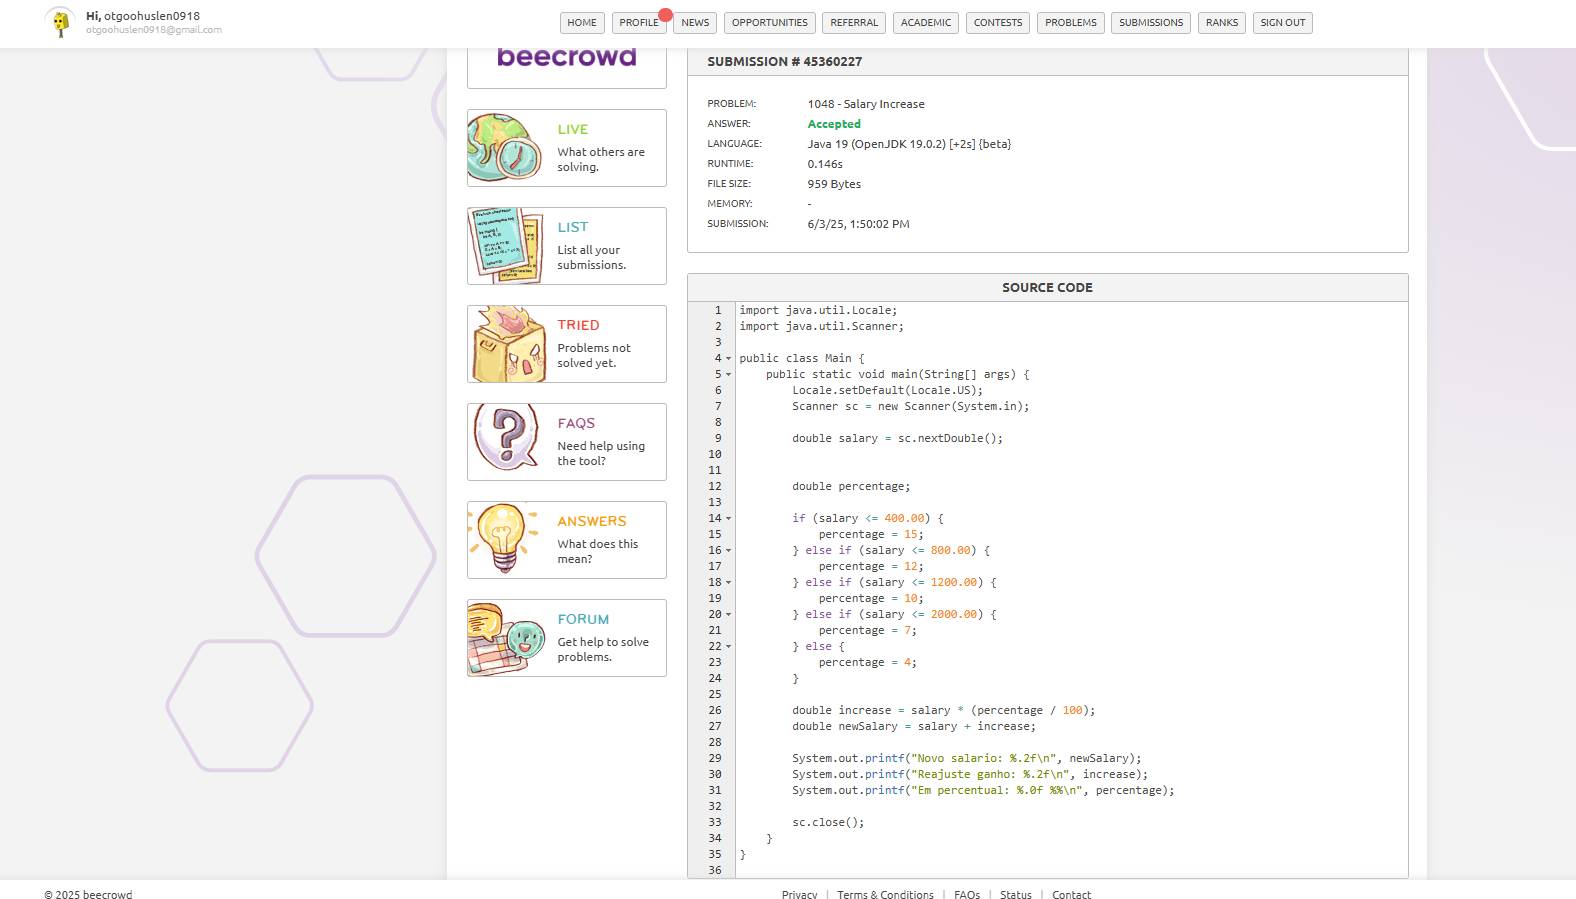 Hi, otgoohuslen0918
otgoohuslen0918@gmail.com
HOME PROFILE NEWS OPPORTUNITIES REFERRAL ACADEMIC CONTESTS PROBLEMS SUBMISSIONS RANKS SIGN OUT
beecrowd
LIVE
What others are
solving.
LIST
List all your
submissions.
TRIED
Problems not
solved yet.
FAQS
Need help using
the tool?
ANSWERS
What does this
mean?
FORUM
Get help to solve
problems.
SUBMISSION # 45360227
PROBLEM: 1048 - Salary Increase
ANSWER: Accepted
LANGUAGE: Java 19 (OpenJDK 19.0.2) [+2s] {beta}
RUNTIME: 0.146s
FILE SIZE: 959 Bytes
MEMORY: -
SUBMISSION: 6/3/25, 1:50:02 PM
SOURCE CODE
1 import java.util.Locale;
2 import java.util.Scanner;
3
4 public class Main {
5     public static void main(String[] args) {
6         Locale.setDefault(Locale.US);
7         Scanner sc = new Scanner(System.in);
8
9         double salary = sc.nextDouble();
10
11
12         double percentage;
13
14         if (salary <= 400.00) {
15             percentage = 15;
16         } else if (salary <= 800.00) {
17             percentage = 12;
18         } else if (salary <= 1200.00) {
19             percentage = 10;
20         } else if (salary <= 2000.00) {
21             percentage = 7;
22         } else {
23             percentage = 4;
24         }
25
26         double increase = salary * (percentage / 100);
27         double newSalary = salary + increase;
28
29         System.out.printf("Novo salario: %.2f\n", newSalary);
30         System.out.printf("Reajuste ganho: %.2f\n", increase);
31         System.out.printf("Em percentual: %.0f %%\n", percentage);
32
33         sc.close();
34     }
35 }
36
© 2025 beecrowd
Privacy | Terms & Conditions | FAQs | Status | Contact